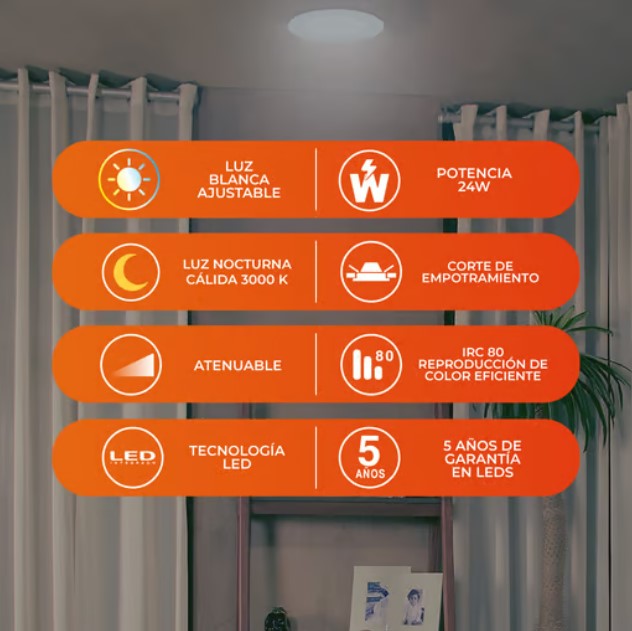 LUZ
BLANCA
AJUSTABLE
W
POTENCIA
24W
LUZ NOCTURNA
CÁLIDA 3000 K
CORTE DE
EMPOTRAMIENTO
ATENUABLE
80
IRC 80
REPRODUCCIÓN DE
COLOR EFICIENTE
LED
INTEGRADO
TECNOLOGÍA
LED
5
AÑOS
5 AÑOS DE
GARANTÍA
EN LEDS